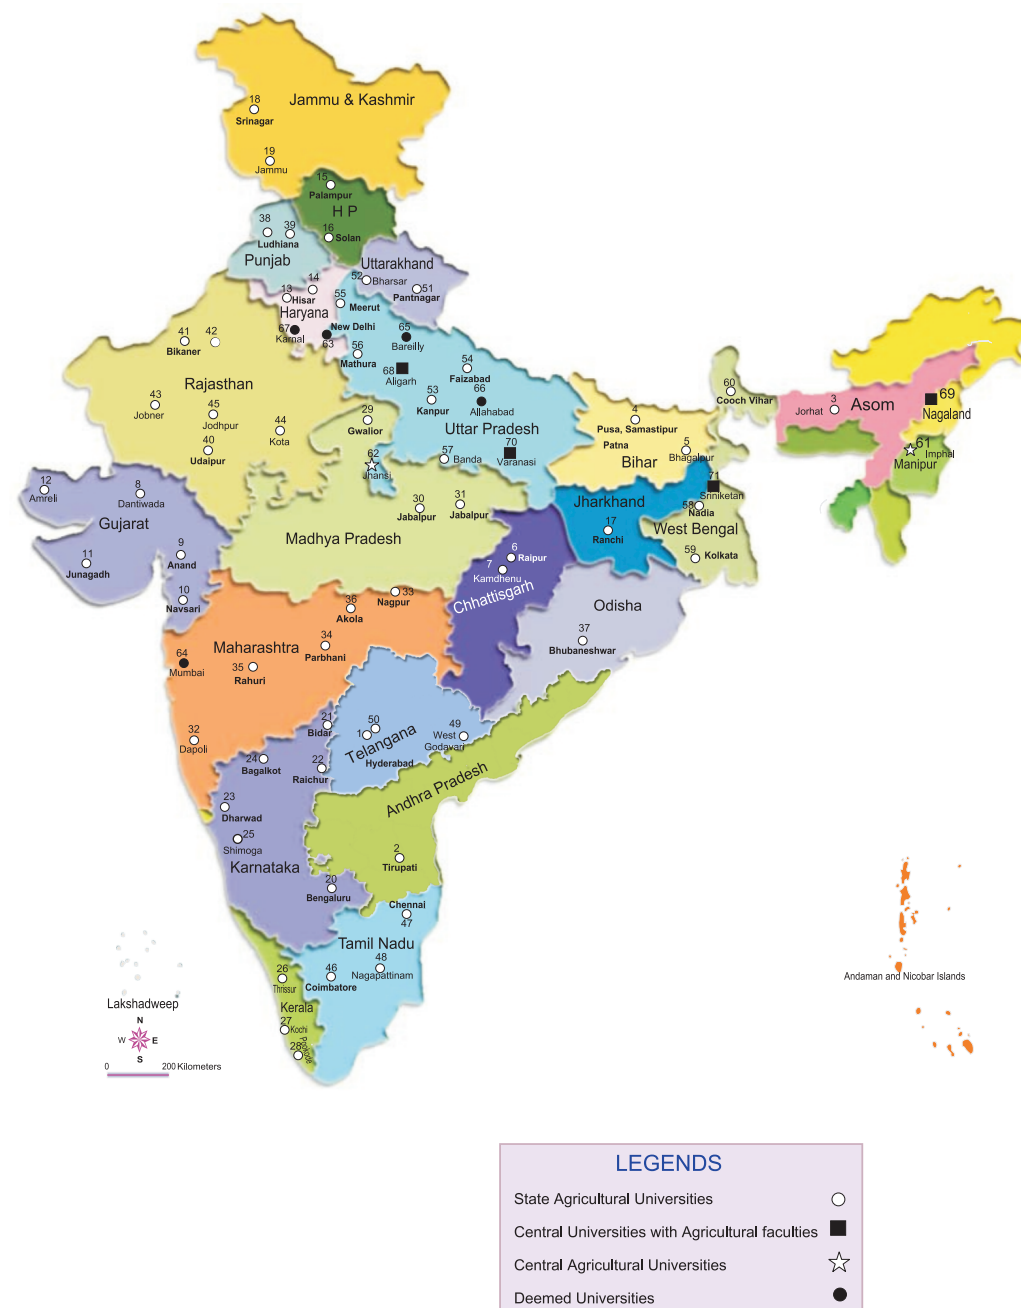 18
Srinagar
Jammu & Kashmir
19
Jammu
15
Palampur
H P
16
Solan
38
39
Ludhiana
Punjab
Uttarakhand
52
Bharsar
51
Pantnagar
14
13
Hisar
Haryana
67
Karnal
New Delhi
63
55
Meerut
65
Bareilly
56
Mathura
68
Aligarh
54
Faizabad
53
Kanpur
66
Allahabad
Uttar Pradesh
57
Banda
70
Varanasi
41
Bikaner
42
Rajasthan
43
Jobner
45
Jodhpur
44
Kota
40
Udaipur
29
Gwalior
62
Jhansi
4
Pusa, Samastipur
Patna
5
Bhagalpur
Bihar
60
Cooch Vihar
3
Jorhat
Asom
69
Nagaland
61
Imphal
Manipur
12
Amreli
8
Dantiwada
Gujarat
11
Junagadh
9
Anand
10
Navsari
30
Jabalpur
31
Jabalpur
Madhya Pradesh
Jharkhand
17
Ranchi
71
Sriniketan
58
Nadia
West Bengal
59
Kolkata
6
Raipur
7
Kamdhenu
Chhattisgarh
Odisha
37
Bhubaneshwar
33
Nagpur
36
Akola
34
Parbhani
Maharashtra
64
Mumbai
35
Rahuri
32
Dapoli
21
Bidar
50
1
Telangana
Hyderabad
49
West
Godavari
24
Bagalkot
22
Raichur
Andhra Pradesh
23
Dharwad
25
Shimoga
Karnataka
2
Tirupati
20
Bengaluru
Chennai
47
Tamil Nadu
46
Coimbatore
48
Nagapattinam
26
Thrissur
Kerala
27
Kochi
28
Pookode
Lakshadweep
N
W
E
S
0
200 Kilometers
Andaman and Nicobar Islands
LEGENDS
State Agricultural Universities
Central Universities with Agricultural faculties
Central Agricultural Universities
Deemed Universities